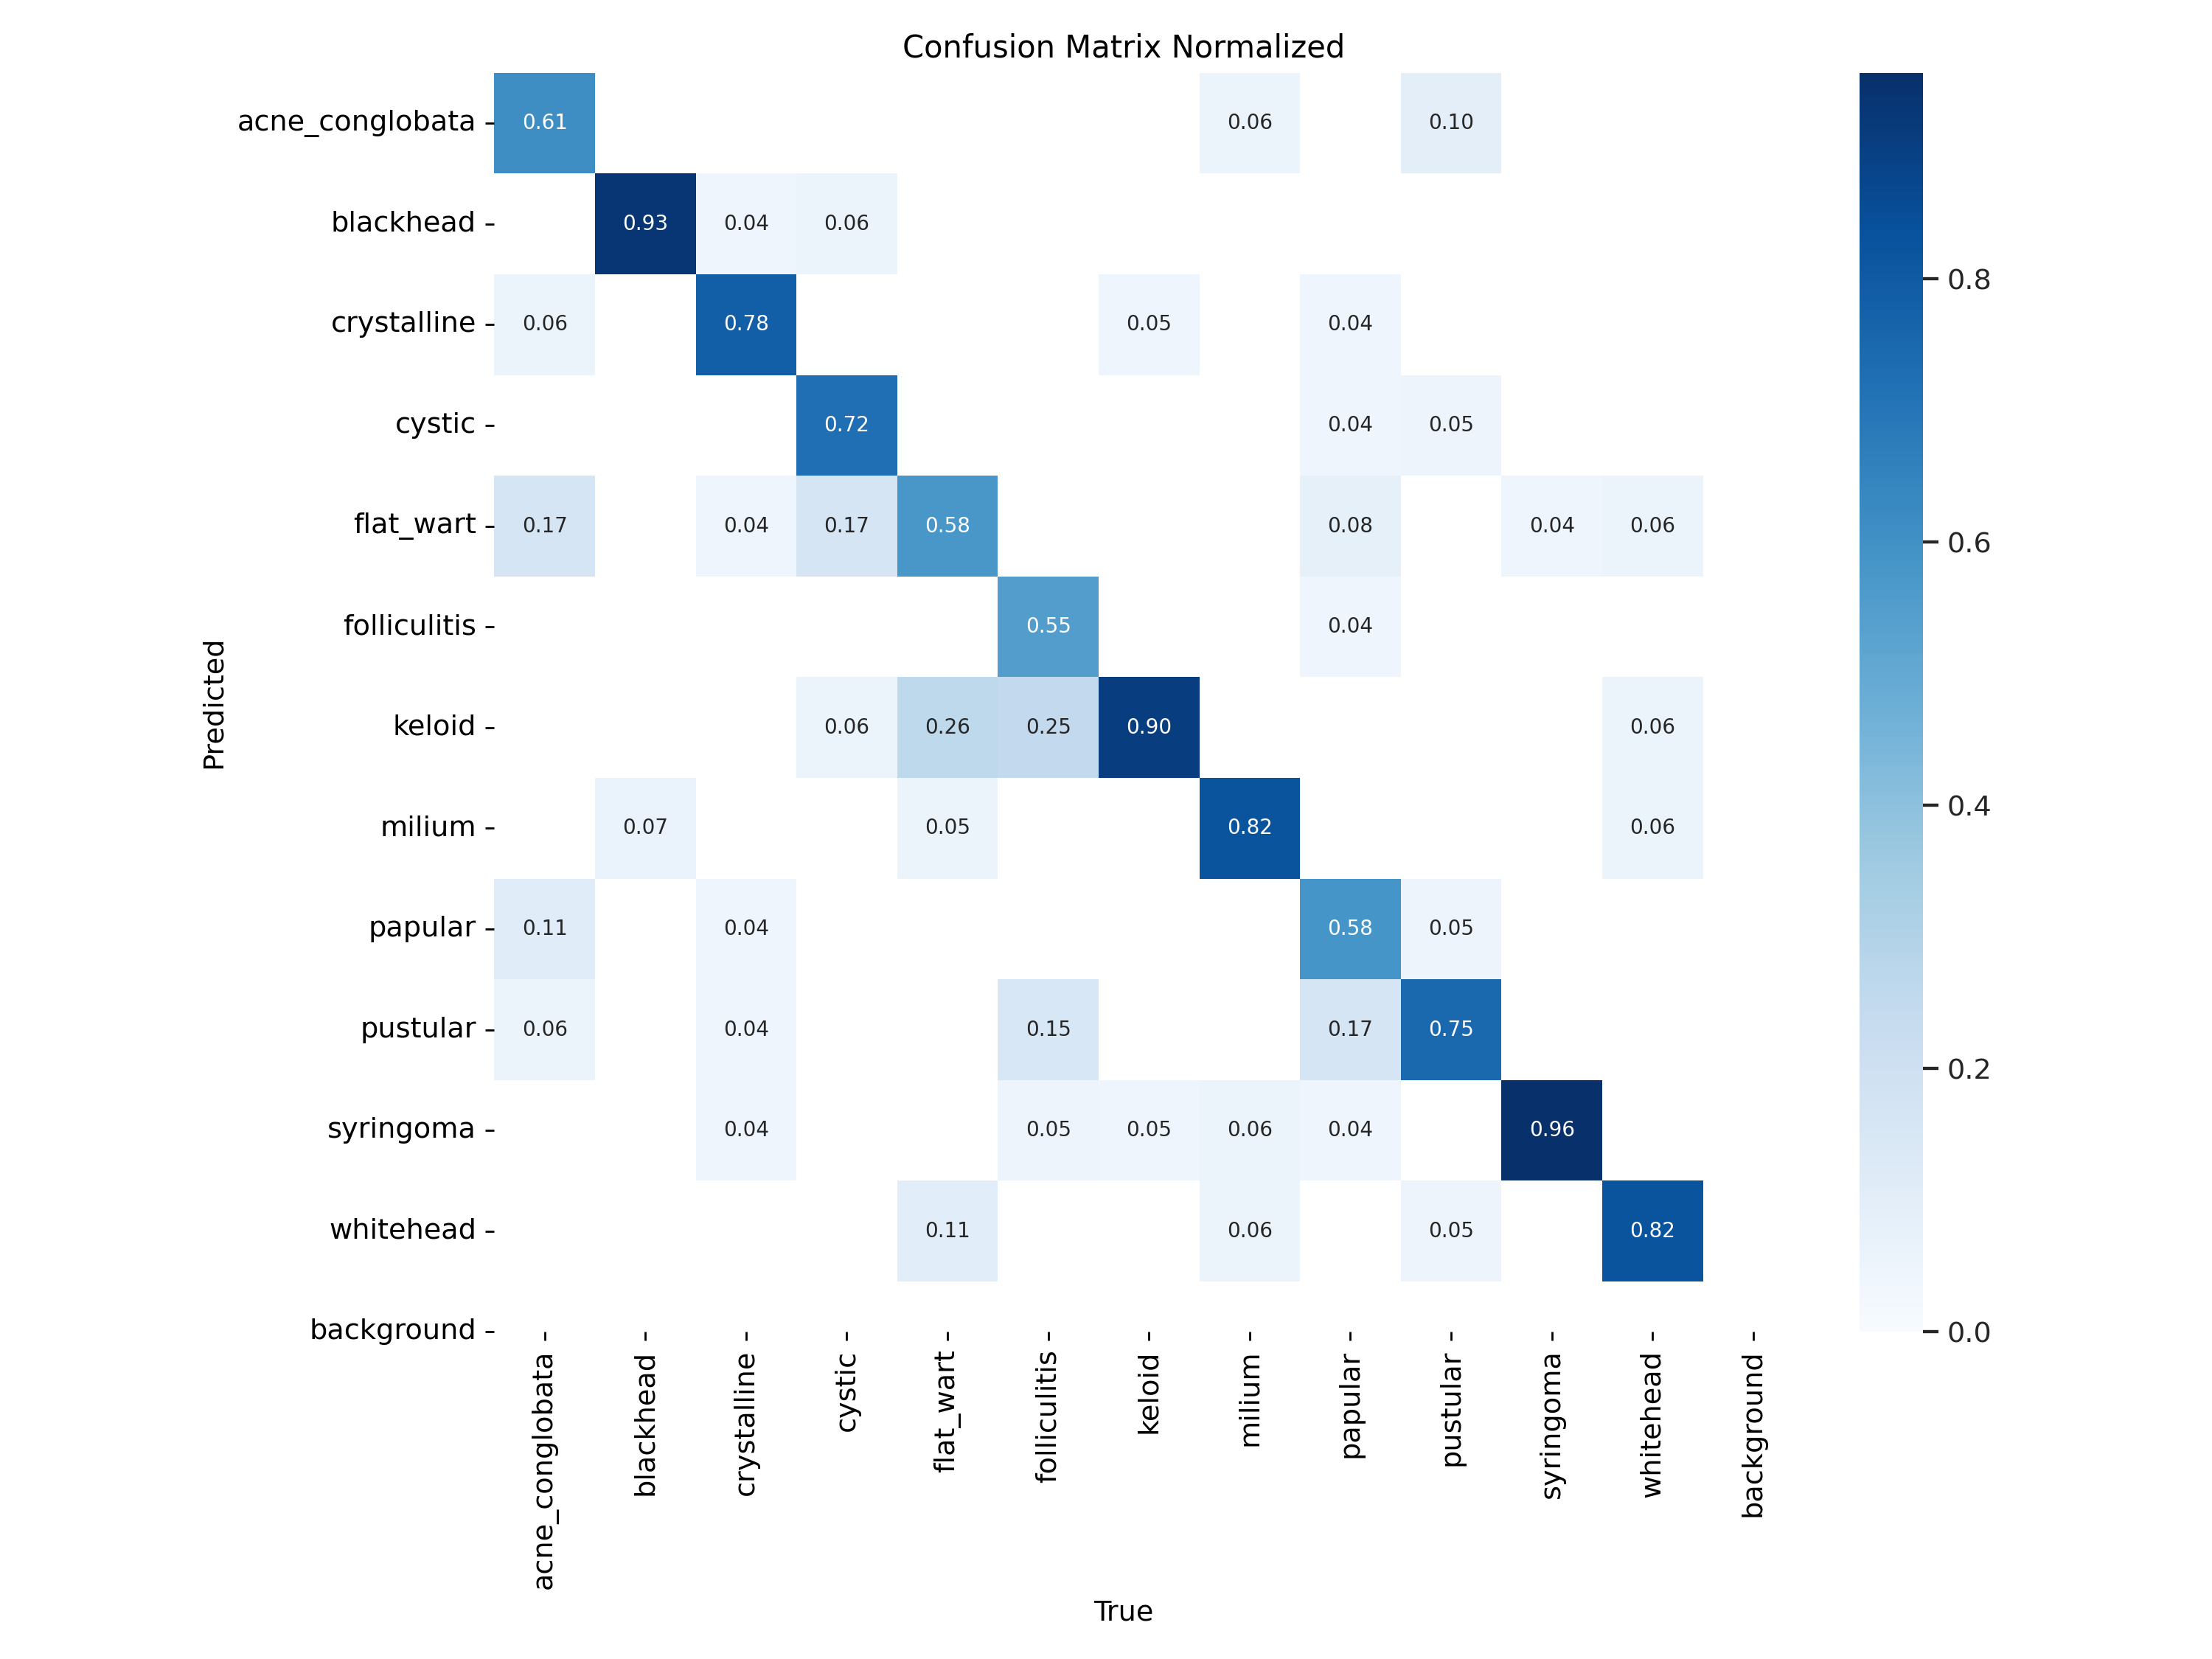 Confusion Matrix Normalized
acne_conglobata 0.61 0.06 0.10
blackhead 0.93 0.04 0.06
crystalline 0.06 0.78 0.05 0.04
cystic 0.72 0.04 0.05
flat_wart 0.17 0.04 0.17 0.58 0.08 0.04 0.06
folliculitis 0.55 0.04
keloid 0.06 0.26 0.25 0.90 0.06
milium 0.07 0.05 0.82 0.06
papular 0.11 0.04 0.58 0.05
pustular 0.06 0.04 0.15 0.17 0.75
syringoma 0.04 0.05 0.05 0.06 0.04 0.96
whitehead 0.11 0.06 0.05 0.82
background
Predicted
acne_conglobata
blackhead
crystalline
cystic
flat_wart
folliculitis
keloid
milium
papular
pustular
syringoma
whitehead
background
True
0.8
0.6
0.4
0.2
0.0